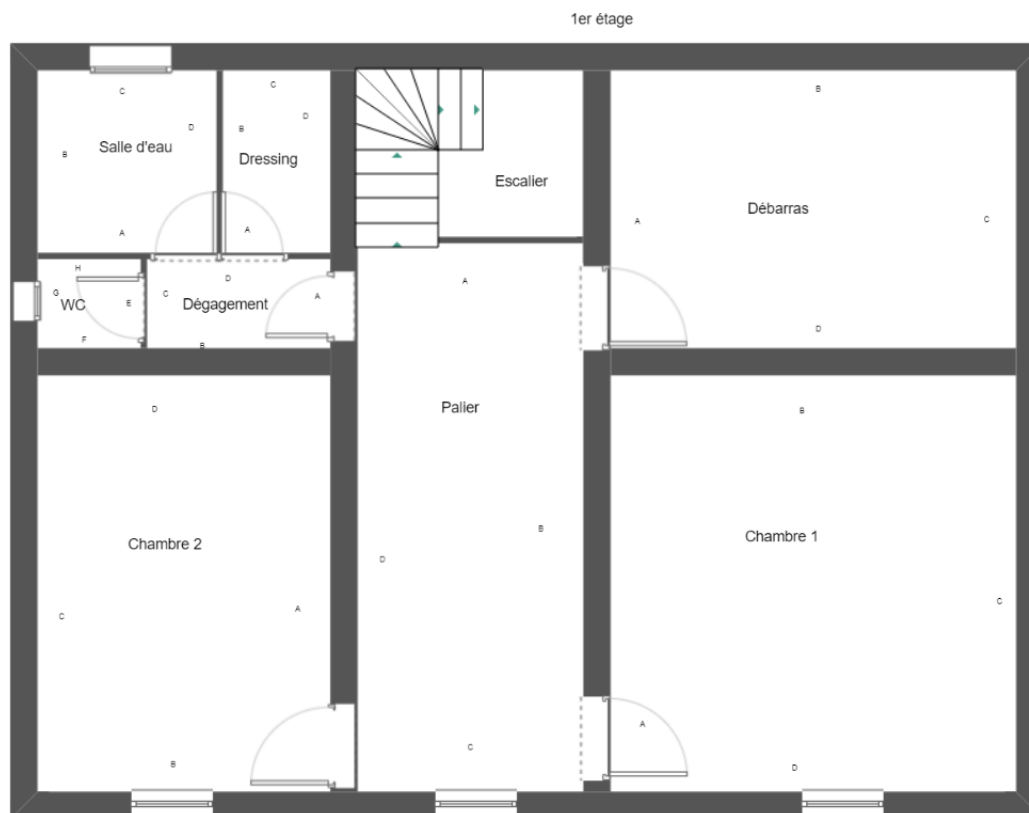 1er étage
C
C
B
D
D
B
B
Salle d'eau
Dressing
Escalier
Débarras
A
A
A
C
H
C
D
A
A
G
WC
E
Dégagement
F
B
D
D
B
Palier
Chambre 2
B
Chambre 1
D
A
C
C
A
B
C
D